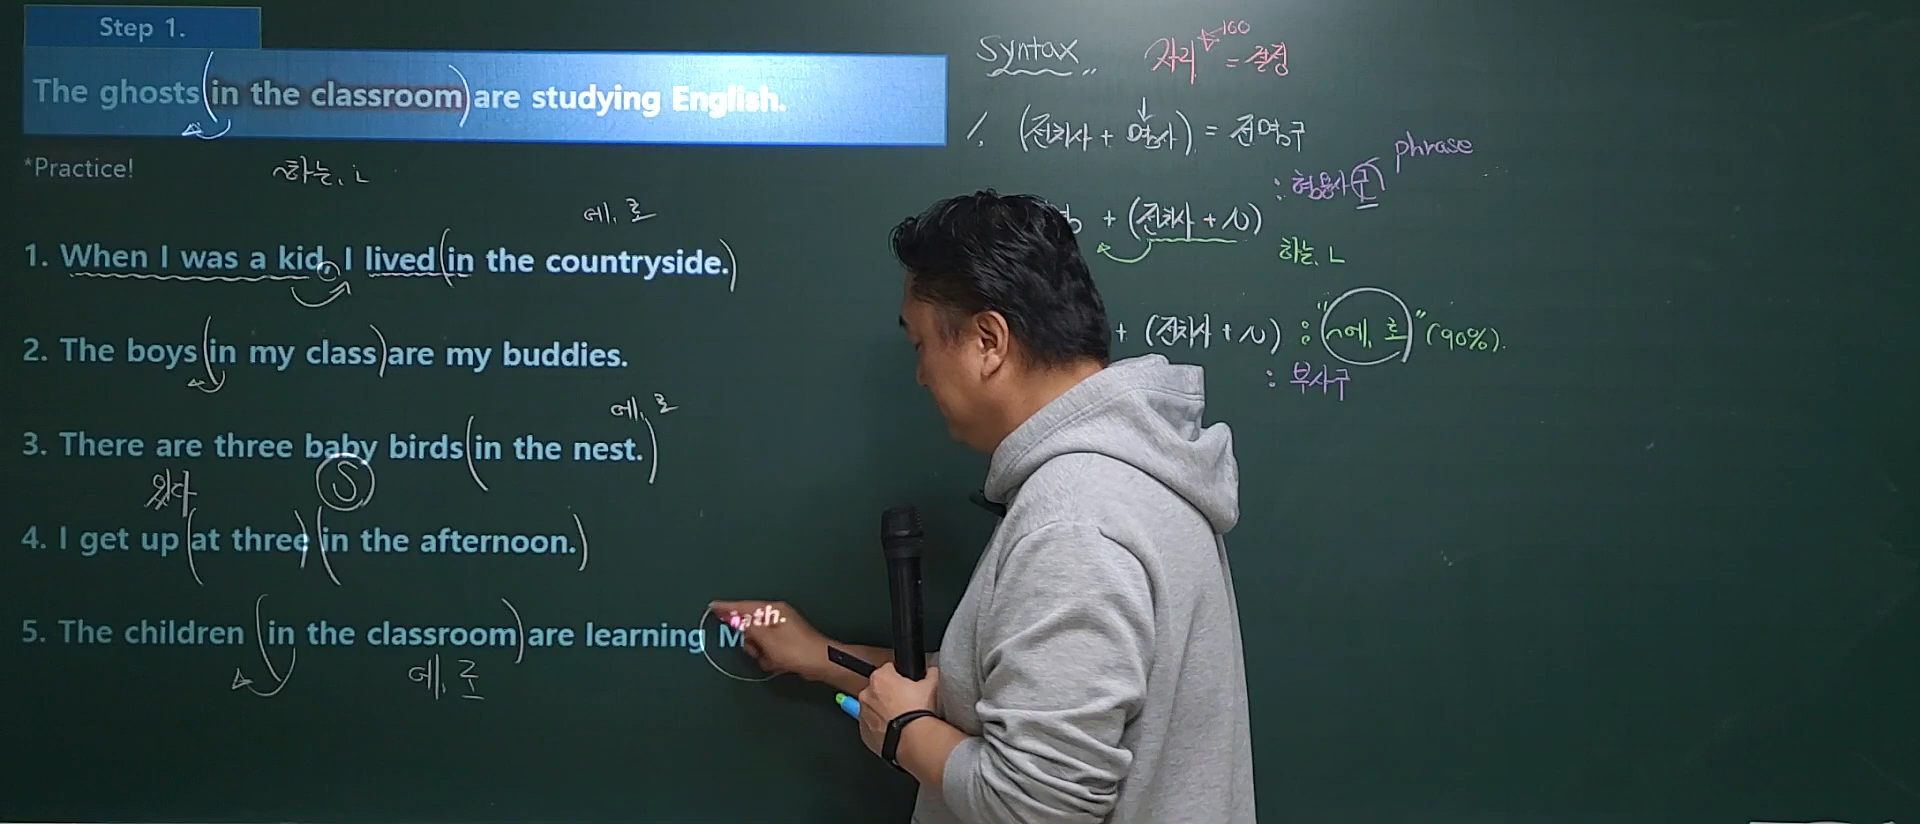 Step 1.
The ghosts (in the classroom) are studying English.
*Practice!
~하는, ㄴ
에, 로
1. When I was a kid, I lived (in the countryside.)
2. The boys (in my class) are my buddies.
에, 로
3. There are three baby birds (in the nest.)
있다
S
4. I get up (at three) (in the afternoon.)
5. The children (in the classroom) are learning M ath.
에, 로
Syntax
자리 100
= 결정
1. (전치사 + 명사) = 전명구
: 형용사구 phrase
+ (전치사 + N)
하는, ㄴ
+ (전치사 + N) : "~에, 로" (90%).
: 부사구